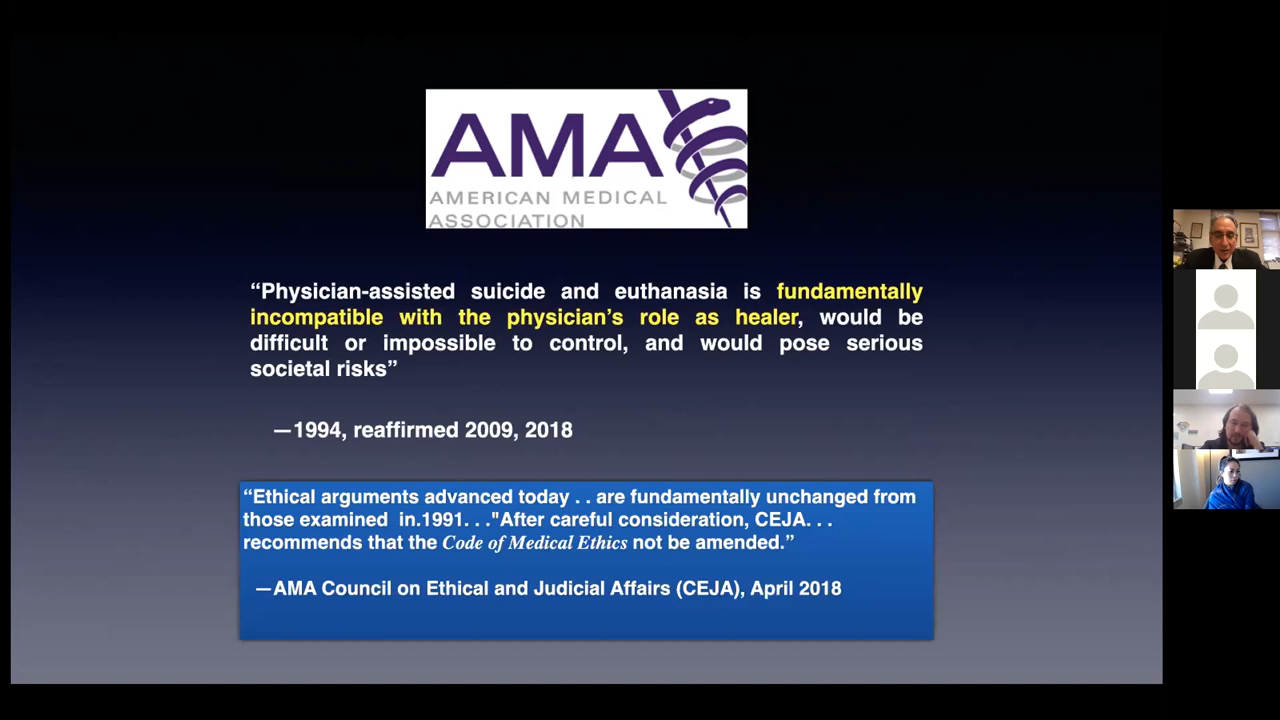 AMA
AMERICAN MEDICAL
ASSOCIATION
“Physician-assisted suicide and euthanasia is fundamentally
incompatible with the physician’s role as healer, would be
difficult or impossible to control, and would pose serious
societal risks”
—1994, reaffirmed 2009, 2018
“Ethical arguments advanced today . . are fundamentally unchanged from
those examined in.1991. . ."After careful consideration, CEJA. . .
recommends that the Code of Medical Ethics not be amended.”
—AMA Council on Ethical and Judicial Affairs (CEJA), April 2018